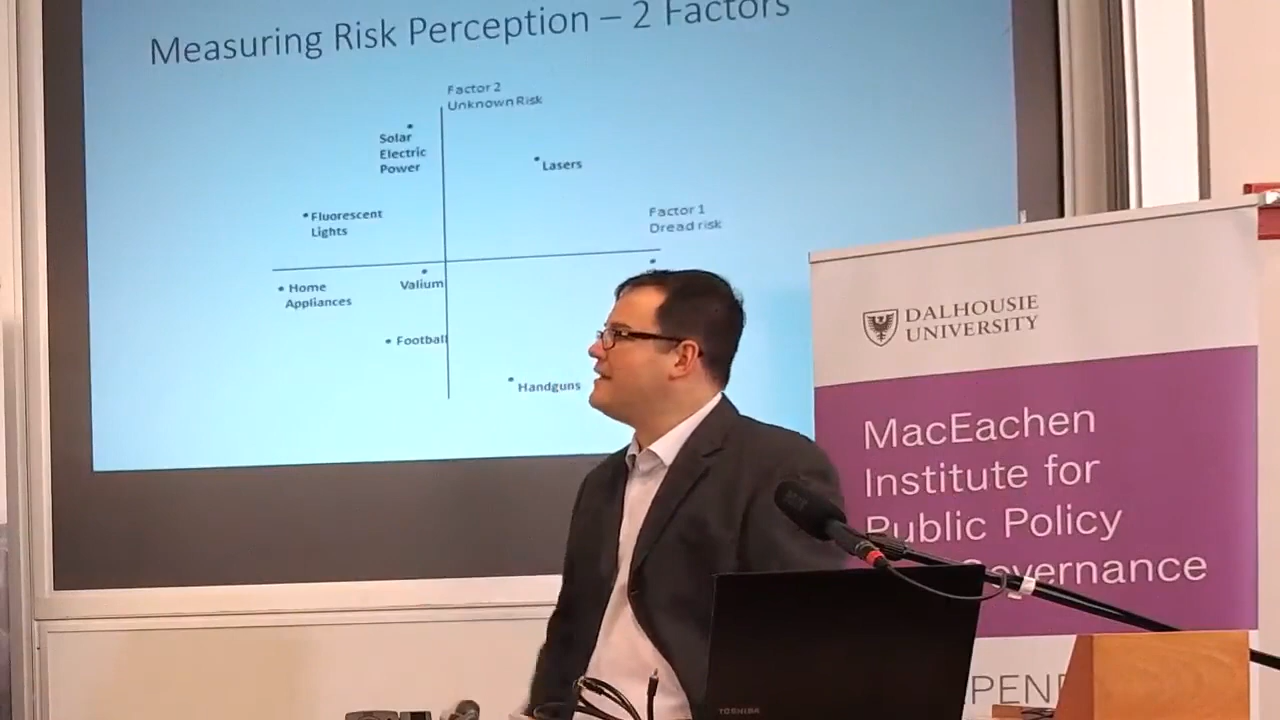 Measuring Risk Perception – 2 Factors
Factor 2
Unknown Risk
Solar
Electric
Power
Lasers
Fluorescent
Lights
Factor 1
Dread risk
Home
Appliances
Valium
Football
Handguns
DALHOUSIE
UNIVERSITY
MacEachen
Institute for
Public Policy
Governance
PEN
TOSHIBA